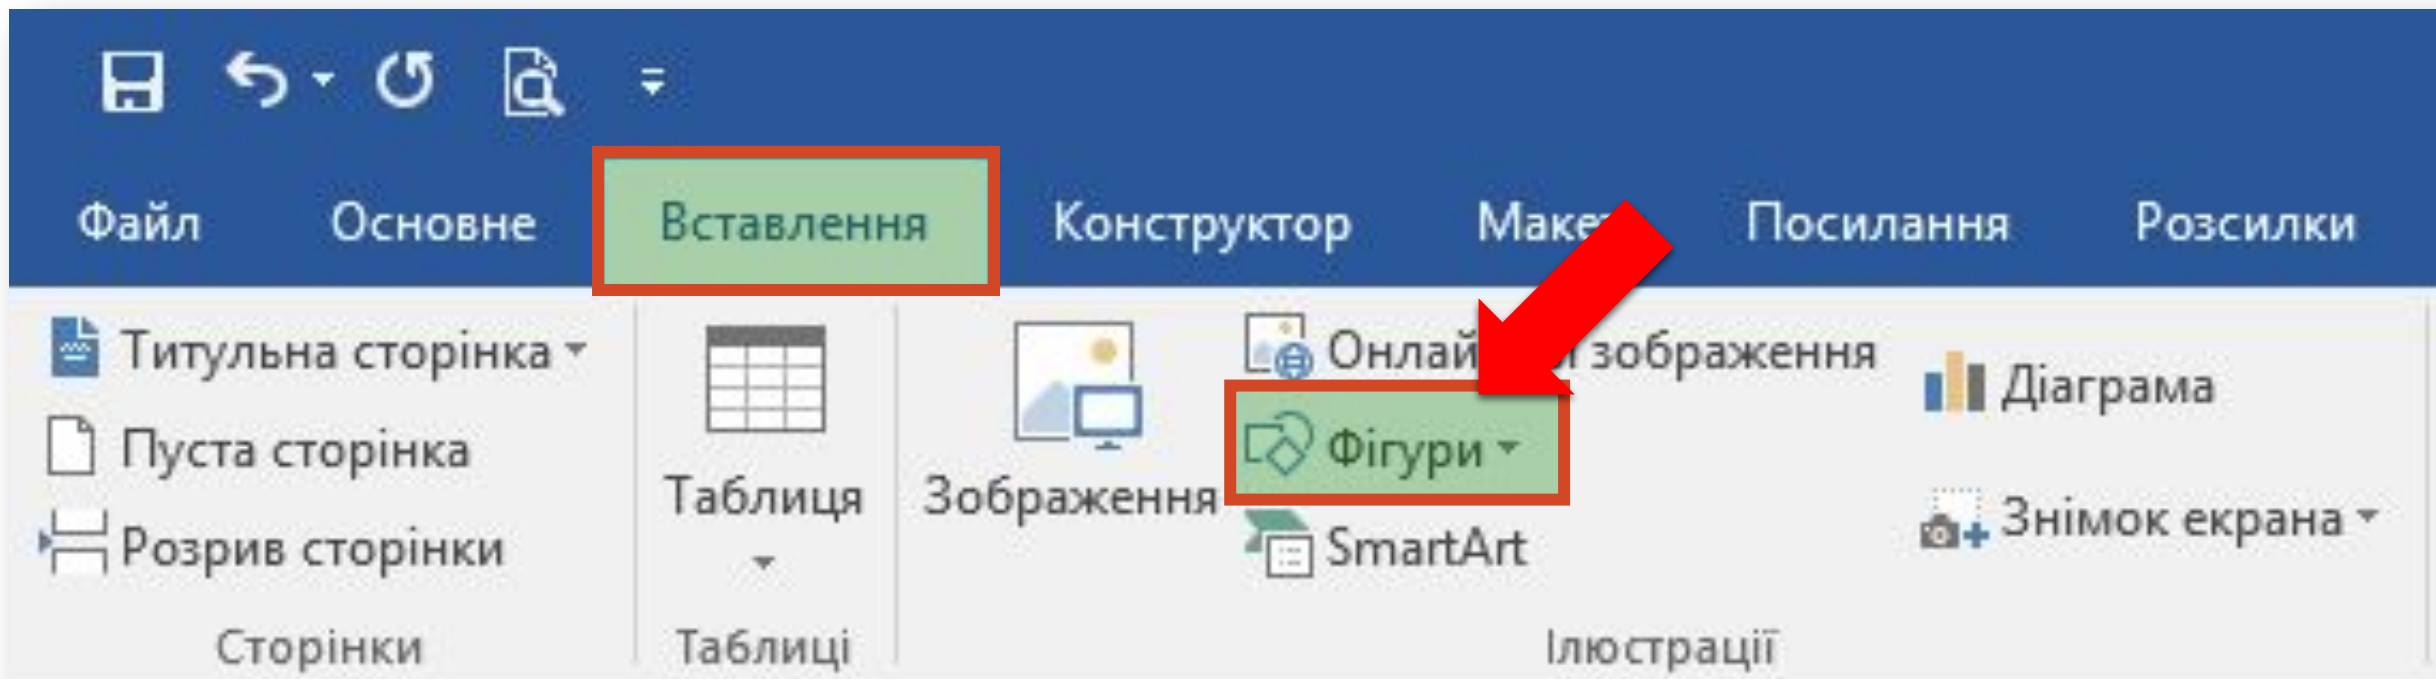 Файл Основне Вставлення Конструктор Посилання Розсилки
Титульна сторінка
Пуста сторінка
Розрив сторінки
Сторінки
Таблиця
Таблиці
Зображення
зображення
Фігури
SmartArt
Діаграма
Знімок екрана
Ілюстрації